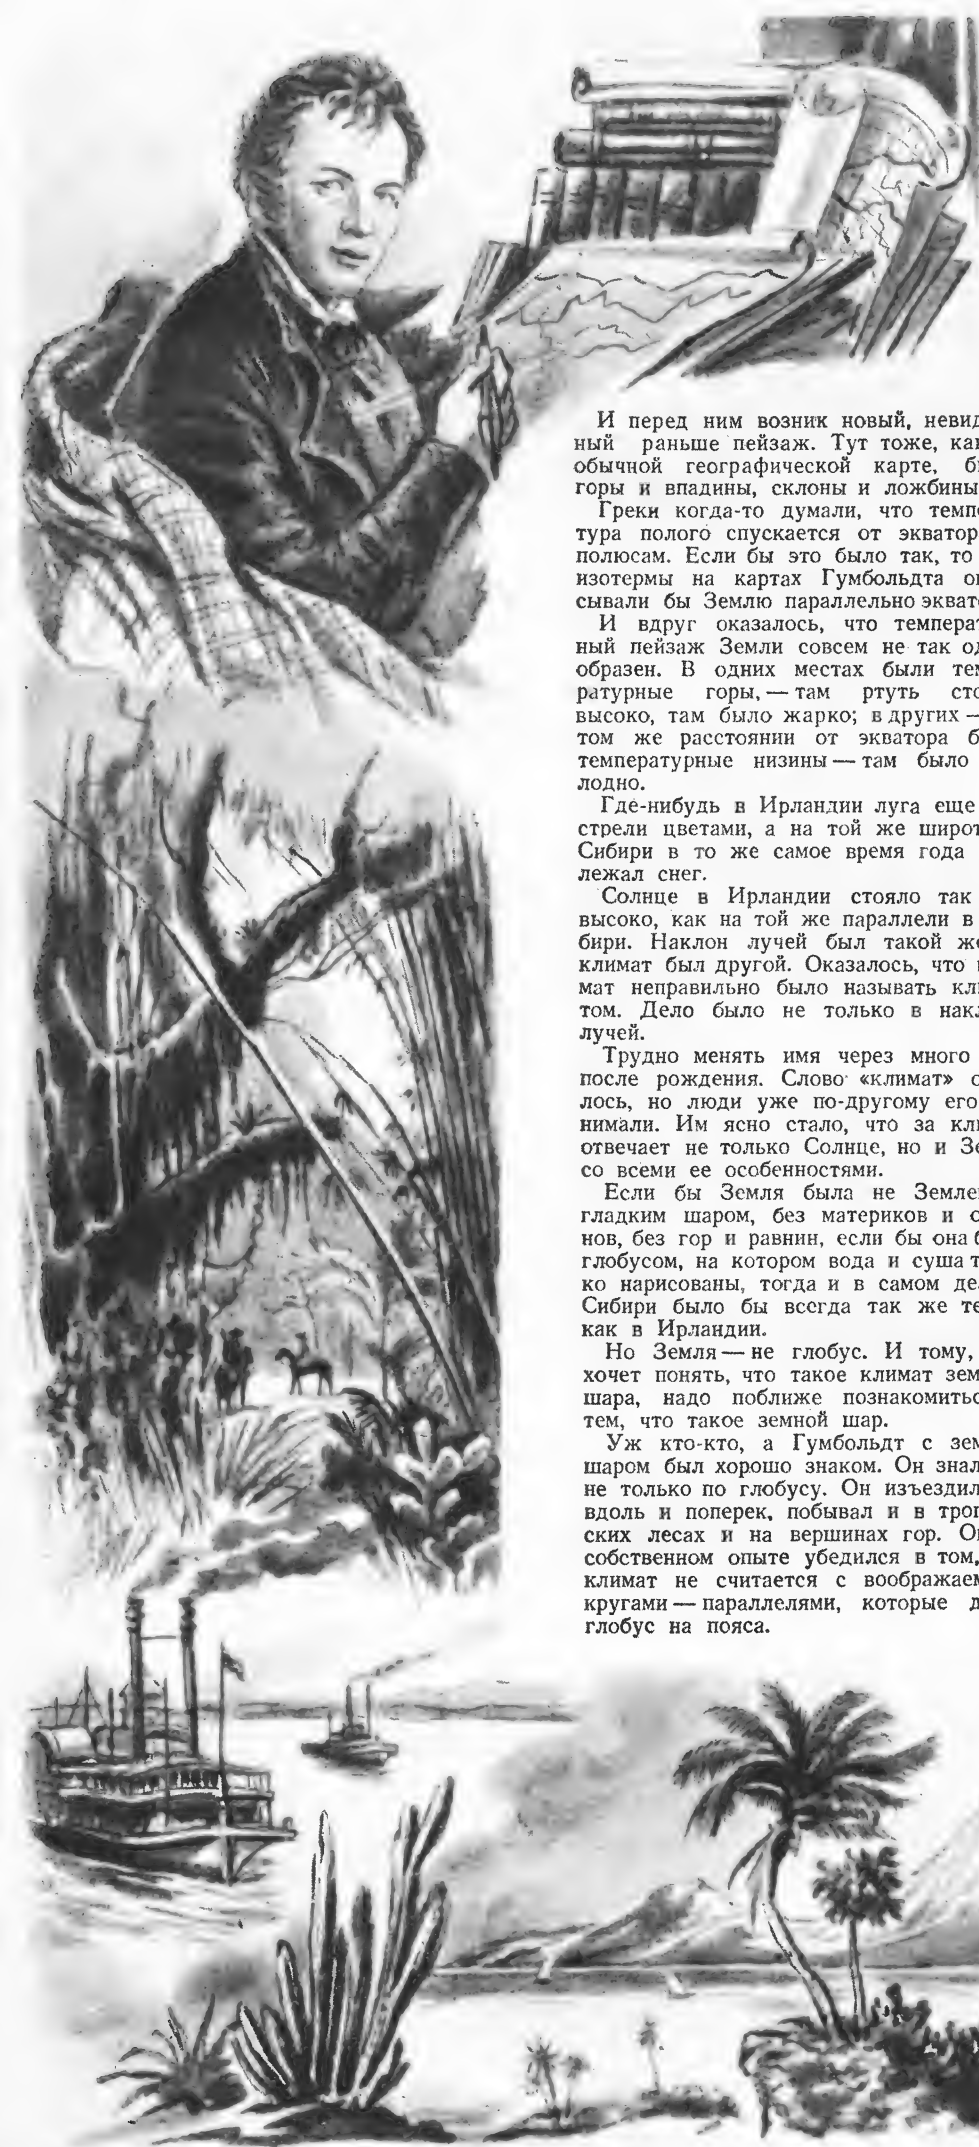 И перед ним возник новый, невид
ный раньше пейзаж. Тут тоже, ка
обычной географической карте, б
горы и впадины, склоны и ложбины
Греки когда-то думали, что темп
тура полого спускается от экватор
полюсам. Если бы это было так, то
изотермы на картах Гумбольдта о
сывали бы Землю параллельно эквато
И вдруг оказалось, что температ
ный пейзаж Земли совсем не так од
образен. В одних местах были тем
ратурные горы, — там ртуть сто
высоко, там было жарко; в других —
том же расстоянии от экватора б
температурные низины — там было
лодно.
Где-нибудь в Ирландии луга еще
стрели цветами, а на той же широт
Сибири в то же самое время года
лежал снег.
Солнце в Ирландии стояло так
высоко, как на той же параллели в
бири. Наклон лучей был такой же
климат был другой. Оказалось, что
мат неправильно было называть кли
том. Дело было не только в накл
лучей.
Трудно менять имя через много
после рождения. Слово «климат» о
лось, но люди уже по-другому его
нимали. Им ясно стало, что за кли
отвечает не только Солнце, но и Зе
со всеми ее особенностями.
Если бы Земля была не Землей
гладким шаром, без материков и о
нов, без гор и равнин, если бы она б
глобусом, на котором вода и суша т
ко нарисованы, тогда и в самом де
Сибири было бы всегда так же те
как в Ирландии.
Но Земля — не глобус. И тому,
хочет понять, что такое климат зем
шара, надо поближе познакомитьс
тем, что такое земной шар.
Уж кто-кто, а Гумбольдт с зем
шаром был хорошо знаком. Он знал
не только по глобусу. Он изъездил
вдоль и поперек, побывал и в троп
ских лесах и на вершинах гор. О
собственном опыте убедился в том,
климат не считается с воображаем
кругами — параллелями, которые д
глобус на пояса.